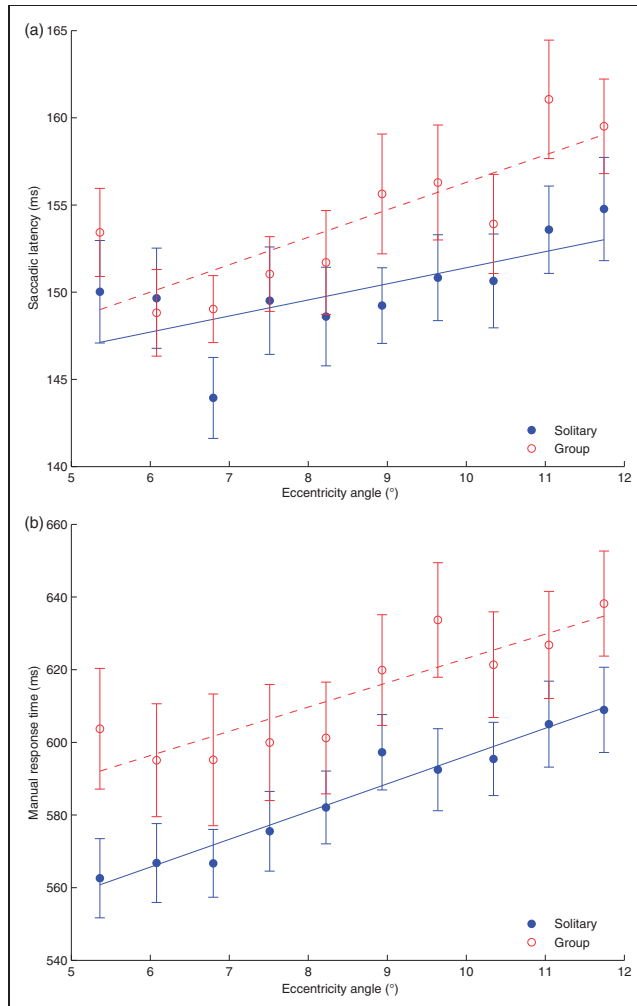 (a)
165
160
155
150
145
140
Saccadic latency (ms)
5 6 7 8 9 10 11 12
Eccentricity angle (°)
Solitary
Group
(b)
660
640
620
600
580
560
540
Manual response time (ms)
5 6 7 8 9 10 11 12
Eccentricity angle (°)
Solitary
Group